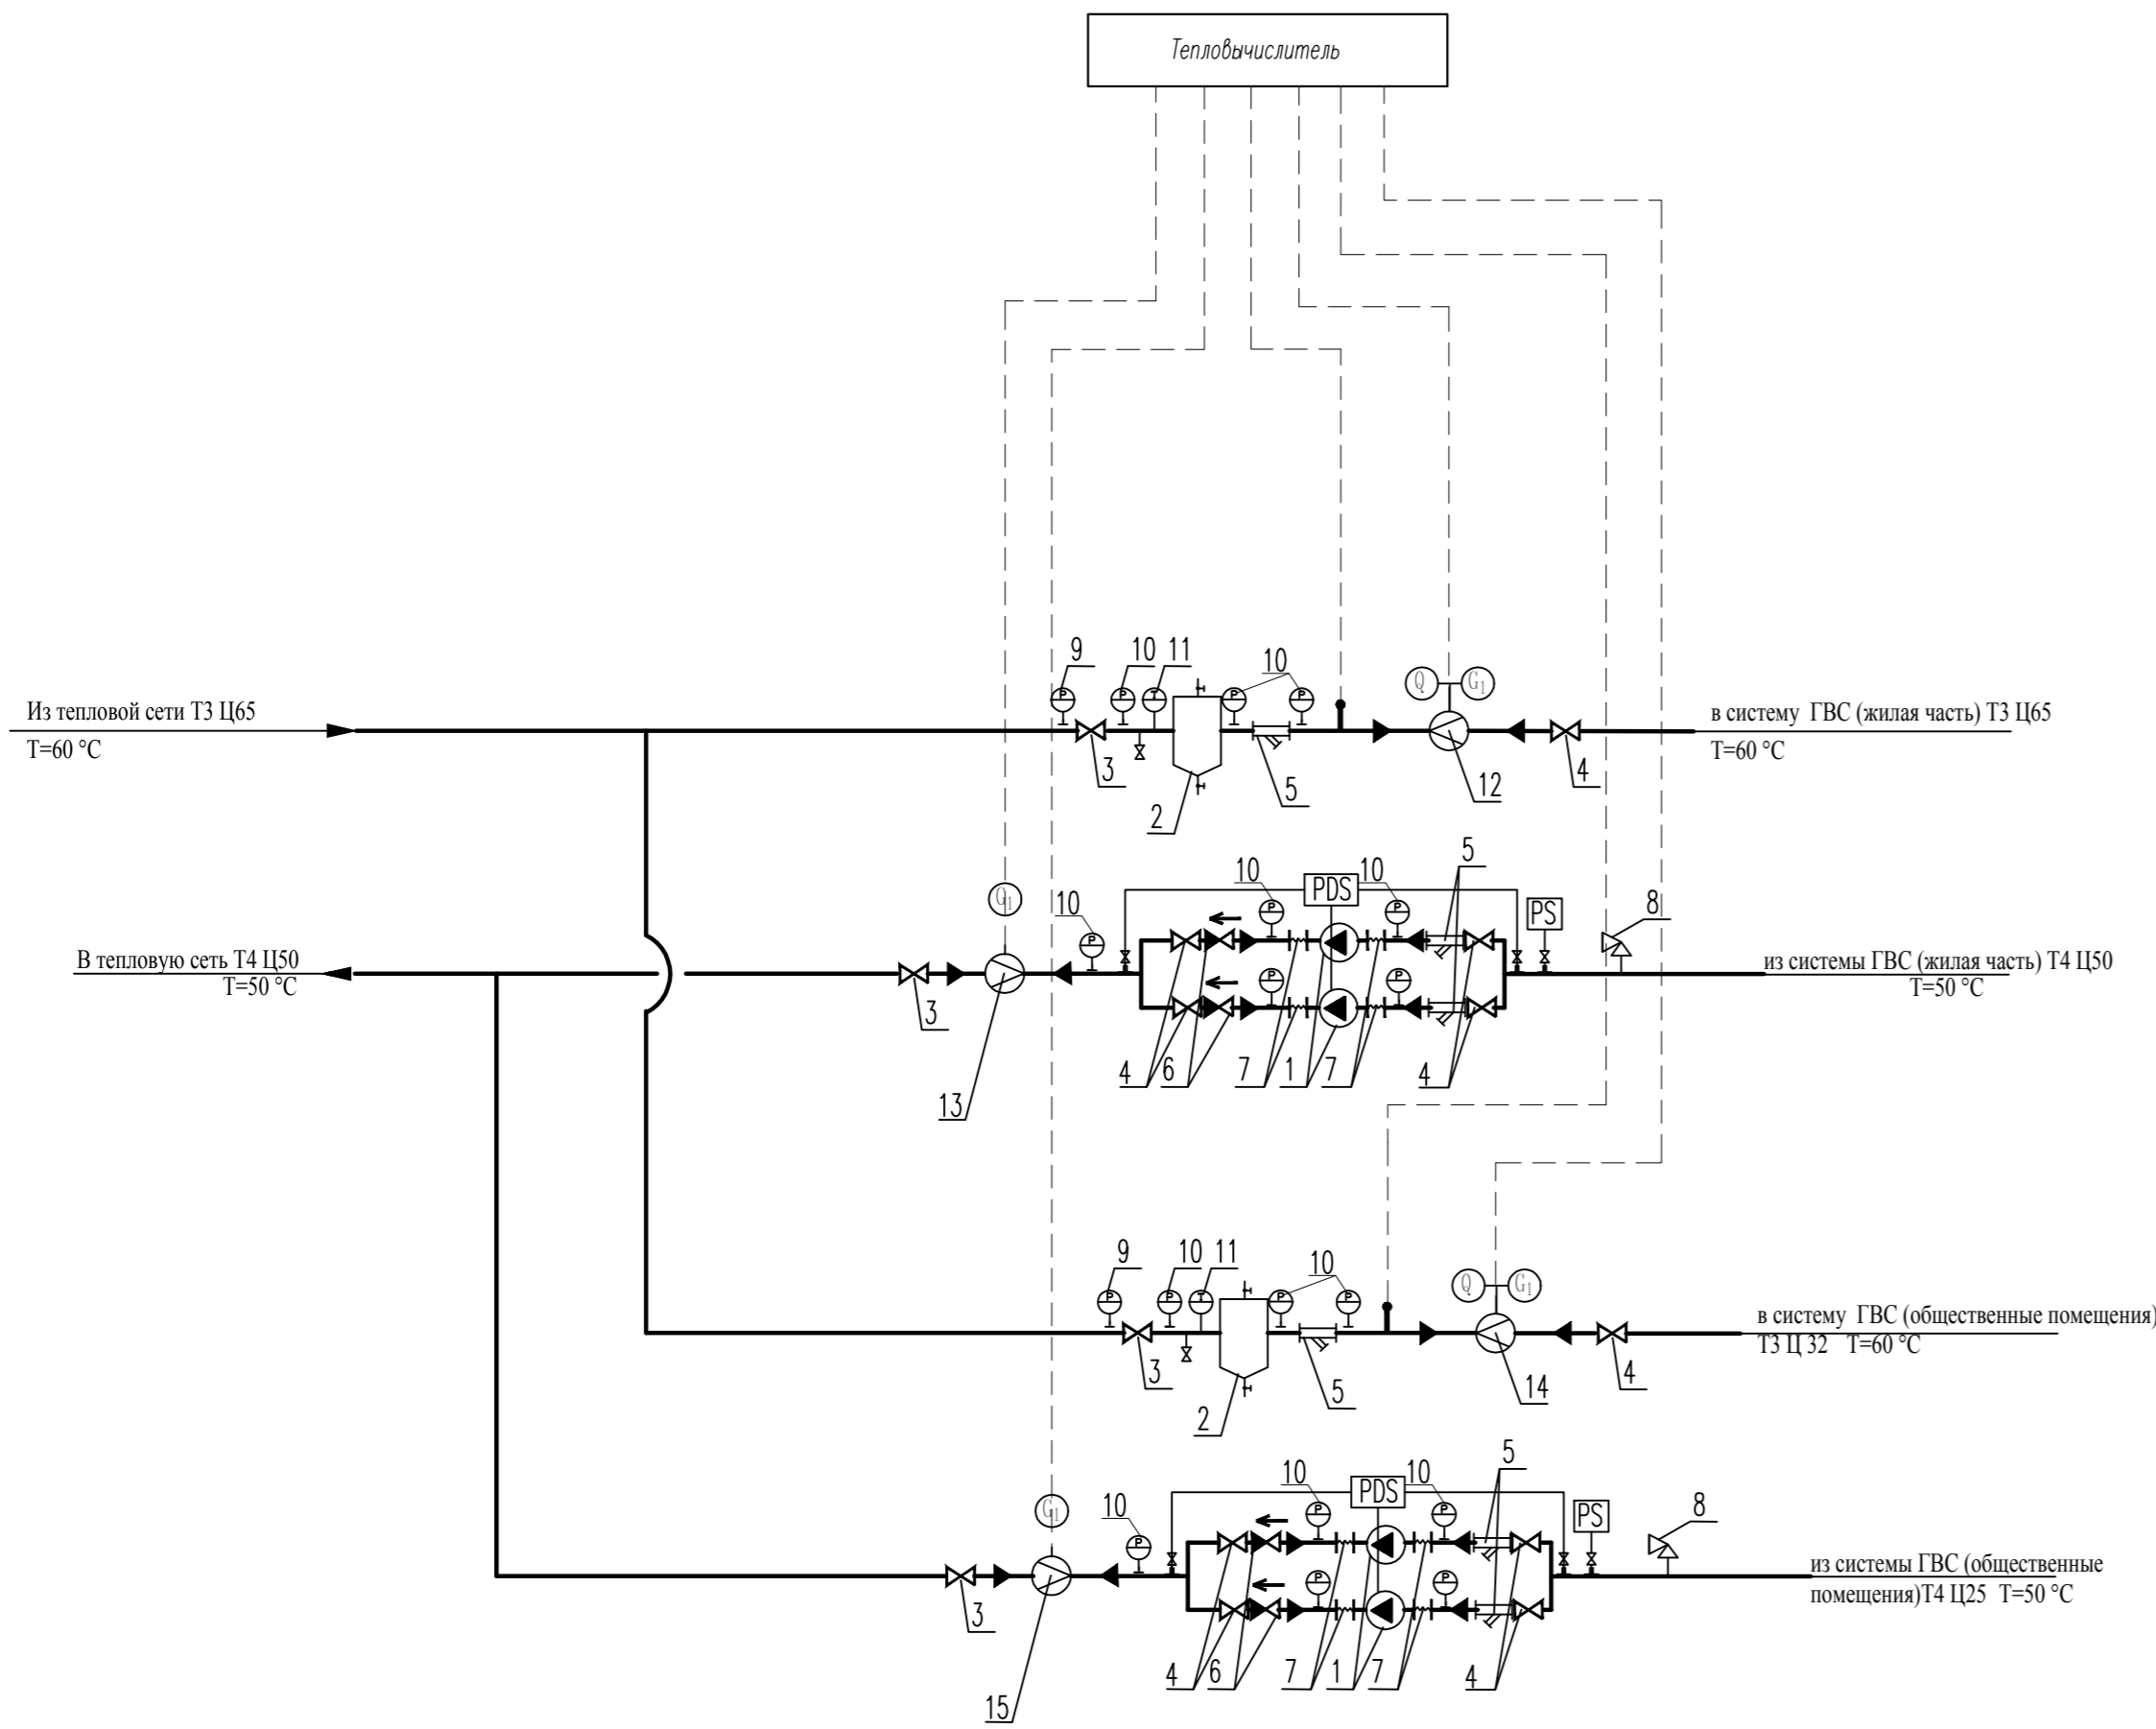 Тепловычислитель
9
10
11
10
Q
G1
P
P
T
P
P
Из тепловой сети Т3 Ц65
T=60 °C
в систему ГВС (жилая часть) Т3 Ц65
T=60 °C
3
2
5
12
4
10
PDS
10
5
PS
8
G1
10
P
P
P
P
P
В тепловую сеть Т4 Ц50
T=50 °C
из системы ГВС (жилая часть) Т4 Ц50
T=50 °C
3
4
6
7
1
7
4
13
9
10
11
10
Q
G1
P
P
T
P
P
в систему ГВС (общественные помещения)
Т3 Ц 32 T=60 °C
3
2
5
14
4
10
PDS
10
5
PS
8
G1
10
P
P
P
P
P
из системы ГВС (общественные
помещения)Т4 Ц25 T=50 °C
3
4
6
7
1
7
4
15